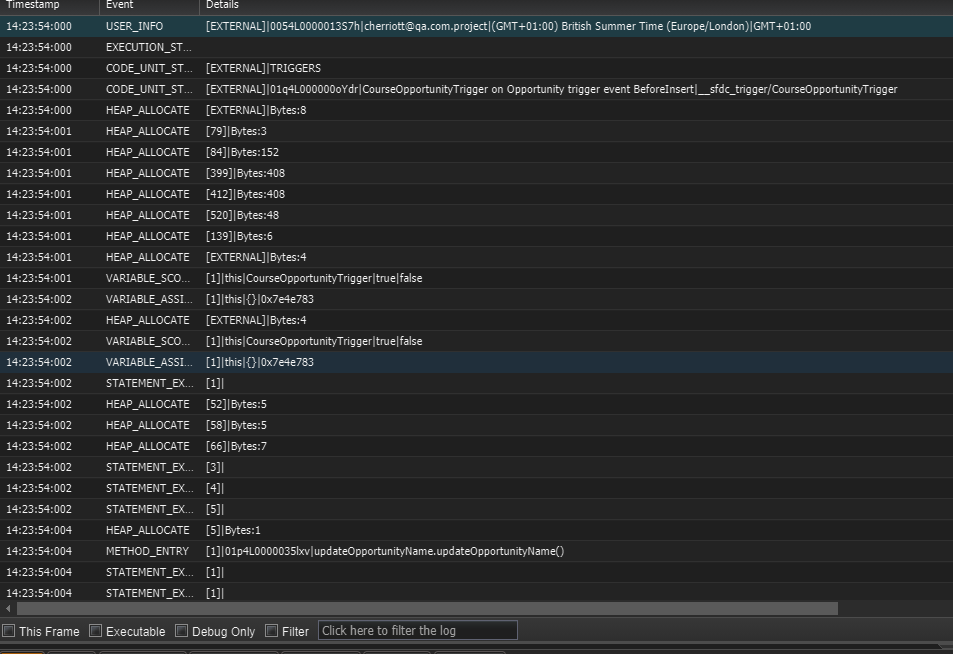 Timestamp Event Details
14:23:54:000 USER_INFO [EXTERNAL]|0054L0000013S7h|cherriott@qa.com.project|(GMT+01:00) British Summer Time (Europe/London)|GMT+01:00
14:23:54:000 EXECUTION_ST...
14:23:54:000 CODE_UNIT_ST... [EXTERNAL]|TRIGGERS
14:23:54:000 CODE_UNIT_ST... [EXTERNAL]|01q4L000000oYdr|CourseOpportunityTrigger on Opportunity trigger event BeforeInsert|__sfdc_trigger/CourseOpportunityTrigger
14:23:54:000 HEAP_ALLOCATE [EXTERNAL]|Bytes:8
14:23:54:001 HEAP_ALLOCATE [79]|Bytes:3
14:23:54:001 HEAP_ALLOCATE [84]|Bytes:152
14:23:54:001 HEAP_ALLOCATE [399]|Bytes:408
14:23:54:001 HEAP_ALLOCATE [412]|Bytes:408
14:23:54:001 HEAP_ALLOCATE [520]|Bytes:48
14:23:54:001 HEAP_ALLOCATE [139]|Bytes:6
14:23:54:001 HEAP_ALLOCATE [EXTERNAL]|Bytes:4
14:23:54:001 VARIABLE_SCO... [1]|this|CourseOpportunityTrigger|true|false
14:23:54:002 VARIABLE_ASSI... [1]|this|{}|0x7e4e783
14:23:54:002 HEAP_ALLOCATE [EXTERNAL]|Bytes:4
14:23:54:002 VARIABLE_SCO... [1]|this|CourseOpportunityTrigger|true|false
14:23:54:002 VARIABLE_ASSI... [1]|this|{}|0x7e4e783
14:23:54:002 STATEMENT_EX... [1]|
14:23:54:002 HEAP_ALLOCATE [52]|Bytes:5
14:23:54:002 HEAP_ALLOCATE [58]|Bytes:5
14:23:54:002 HEAP_ALLOCATE [66]|Bytes:7
14:23:54:002 STATEMENT_EX... [3]|
14:23:54:002 STATEMENT_EX... [4]|
14:23:54:002 STATEMENT_EX... [5]|
14:23:54:004 HEAP_ALLOCATE [5]|Bytes:1
14:23:54:004 METHOD_ENTRY [1]|01p4L0000035lxv|updateOpportunityName.updateOpportunityName()
14:23:54:004 STATEMENT_EX... [1]|
14:23:54:004 STATEMENT_EX... [1]|
This Frame Executable Debug Only Filter Click here to filter the log